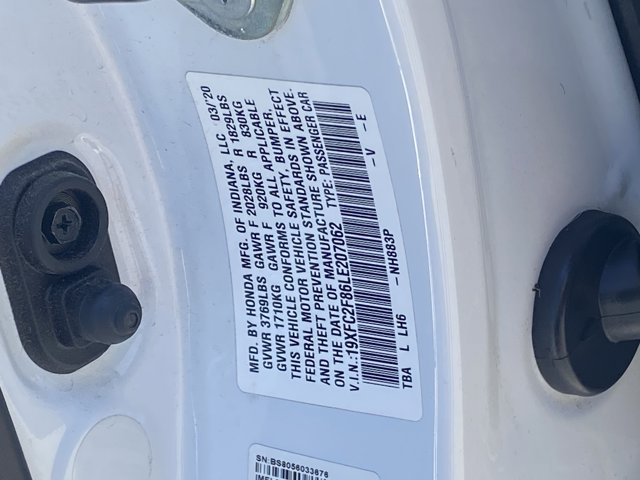 MFD. BY HONDA MFG. OF INDIANA, LLC 03/'20
GVWR 3769LBS GAWR F 2028LBS R 1829LBS
GVWR 1710KG GAWR F 920KG R 830KG
THIS VEHICLE CONFORMS TO ALL APPLICABLE
FEDERAL MOTOR VEHICLE SAFETY, BUMPER,
AND THEFT PREVENTION STANDARDS IN EFFECT
ON THE DATE OF MANUFACTURE SHOWN ABOVE.
V.I.N.:19XFC2F86LE207062 TYPE: PASSENGER CAR
-V -E
TBA L LH6 -NH883P
SN:BS8056033676